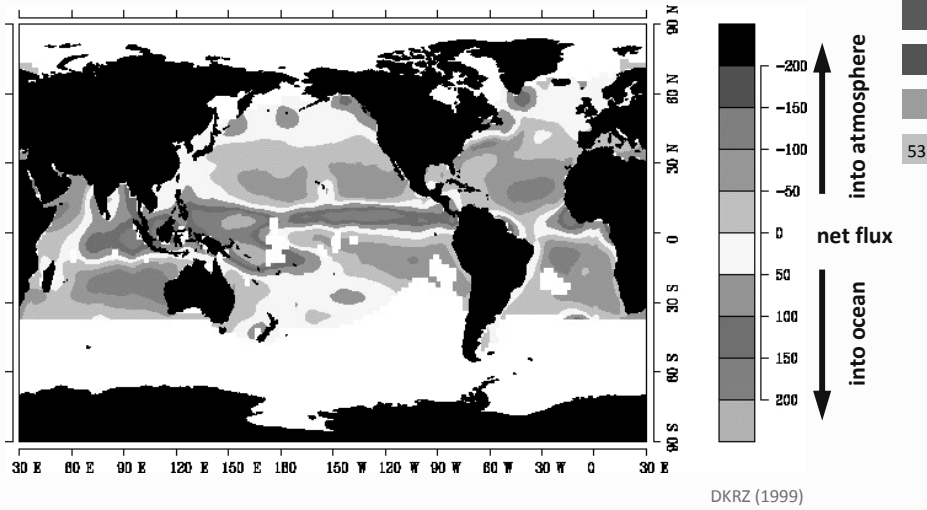 90 N
60 N
30 N
0
30 S
60 S
90 S
30 E 60 E 90 E 120 E 150 E 180 150 W 120 W 90 W 60 W 30 W 0 30 E
-200
-150
-100
-50
0
50
100
150
200
into atmosphere
net flux
into ocean
53
DKRZ (1999)